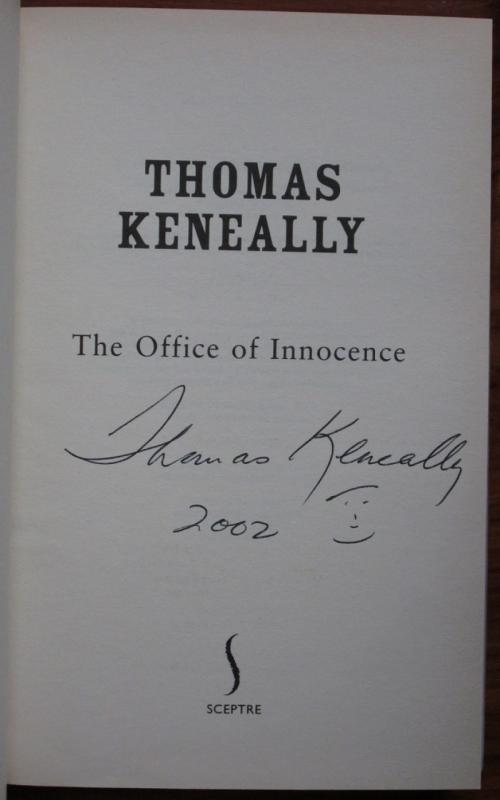 THOMAS
KENEALLY
The Office of Innocence
Thomas Keneally
2002
SCEPTRE